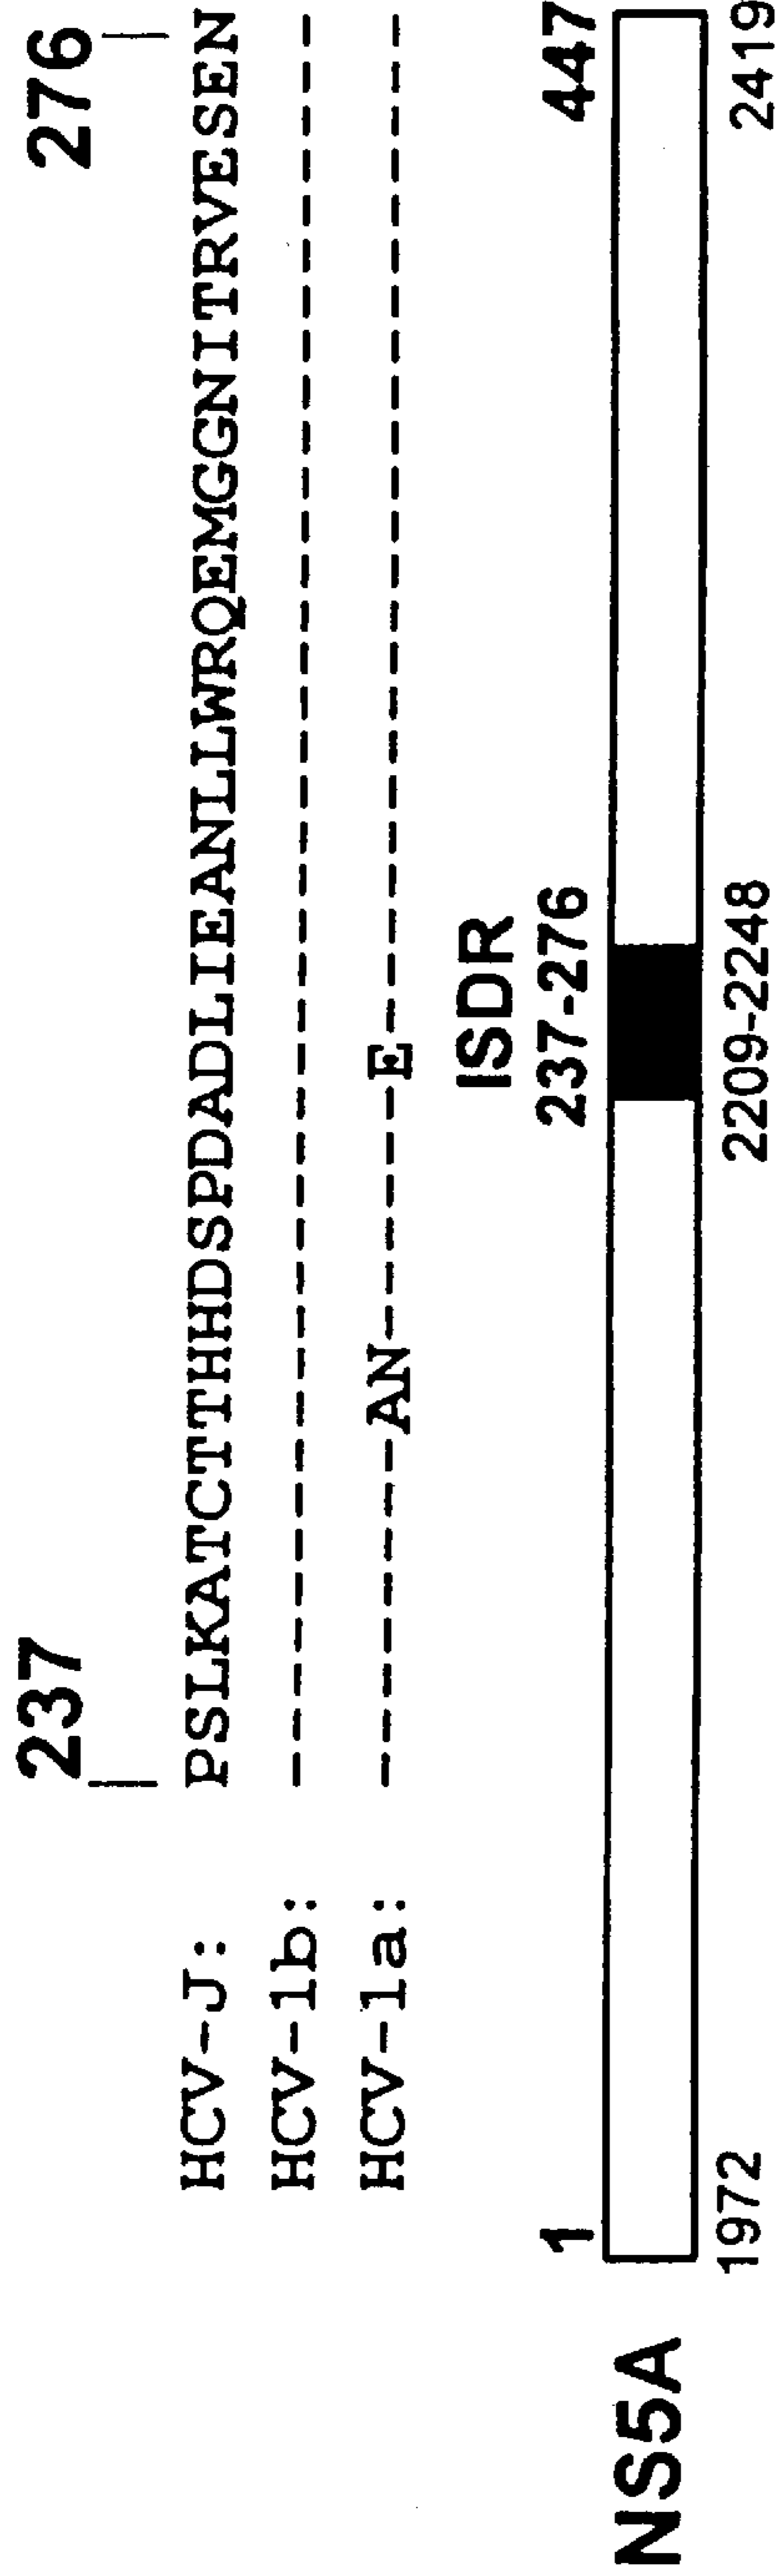 237 276
HCV-J: PSLKATCTTHHDSPDADLIEANLLWRQEMGGNITRVESEN
HCV-1b: ----------------------------------------
HCV-1a: --------AN------E-----------------------
ISDR
1 237-276 447
NS5A
1972 2209-2248 2419